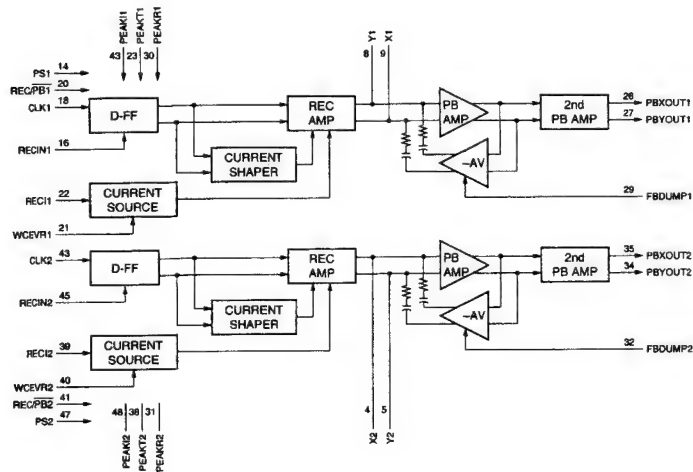 PEAKI1
PEAKT1
PEAKR1
43 23 30
Y1
X1
8 9
PS1 14
REC/PB1 20
CLK1 18
D-FF
REC AMP
PB AMP
2nd PB AMP
26 PBXOUT1
27 PBYOUT1
RECIN1 16
CURRENT SHAPER
~AV
RECI1 22
CURRENT SOURCE
29 FBDUMP1
WCEVR1 21
CLK2 43
D-FF
REC AMP
PB AMP
2nd PB AMP
35 PBXOUT2
34 PBYOUT2
RECIN2 45
CURRENT SHAPER
~AV
RECI2 39
CURRENT SOURCE
32 FBDUMP2
WCEVR2 40
REC/PB2 41
PS2 47
48 38 31
PEAKI2
PEAKT2
PEAKR2
4 5
X2
Y2